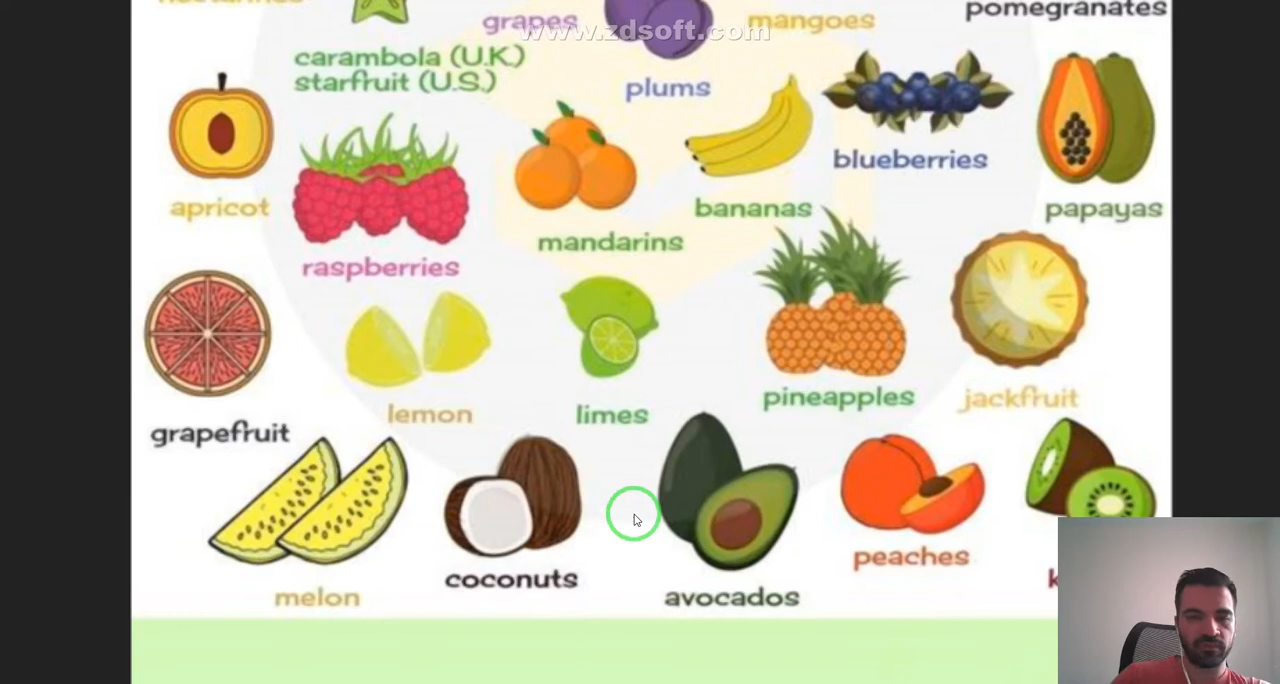 nectarines
grapes
mangoes
pomegranates
www.zdsoft.com
carambola (U.K.)
starfruit (U.S.)
plums
blueberries
apricot
bananas
papayas
mandarins
raspberries
pineapples
jackfruit
lemon
limes
grapefruit
peaches
coconuts
melon
avocados